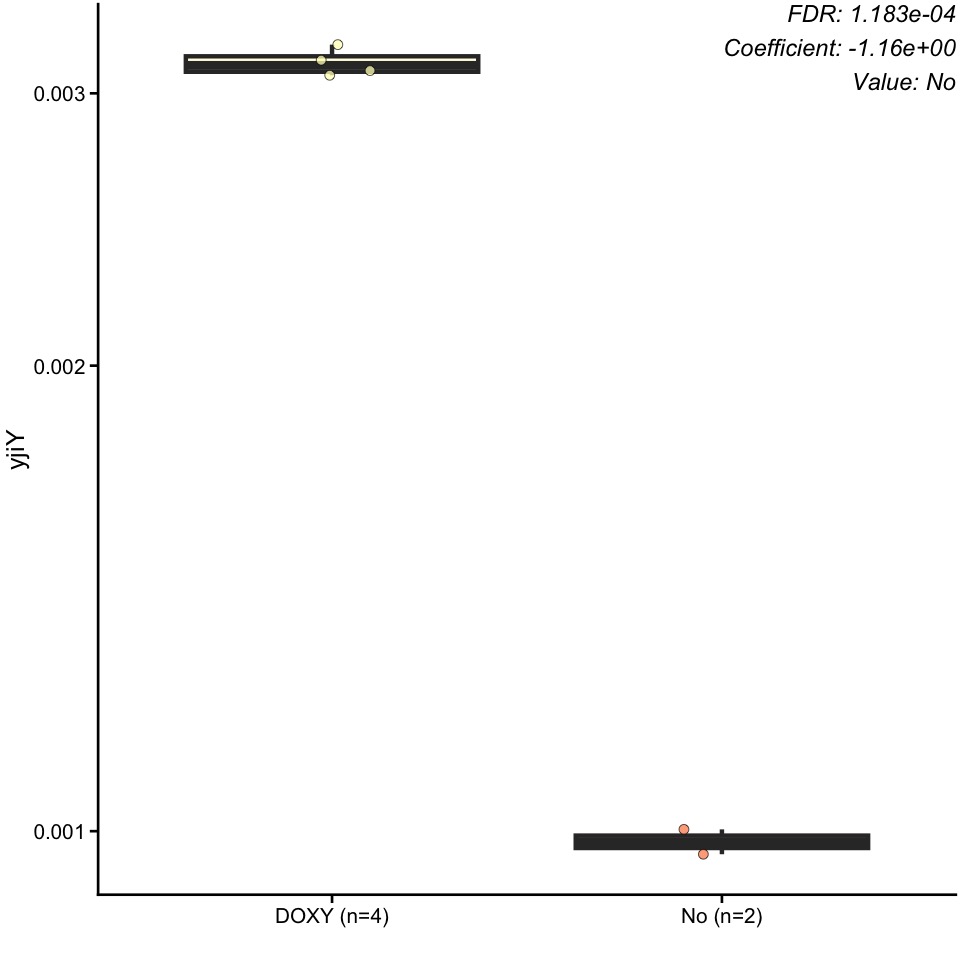 FDR: 1.183e-04
Coefficient: -1.16e+00
Value: No
0.003
0.002
yjiY
0.001
DOXY (n=4)
No (n=2)